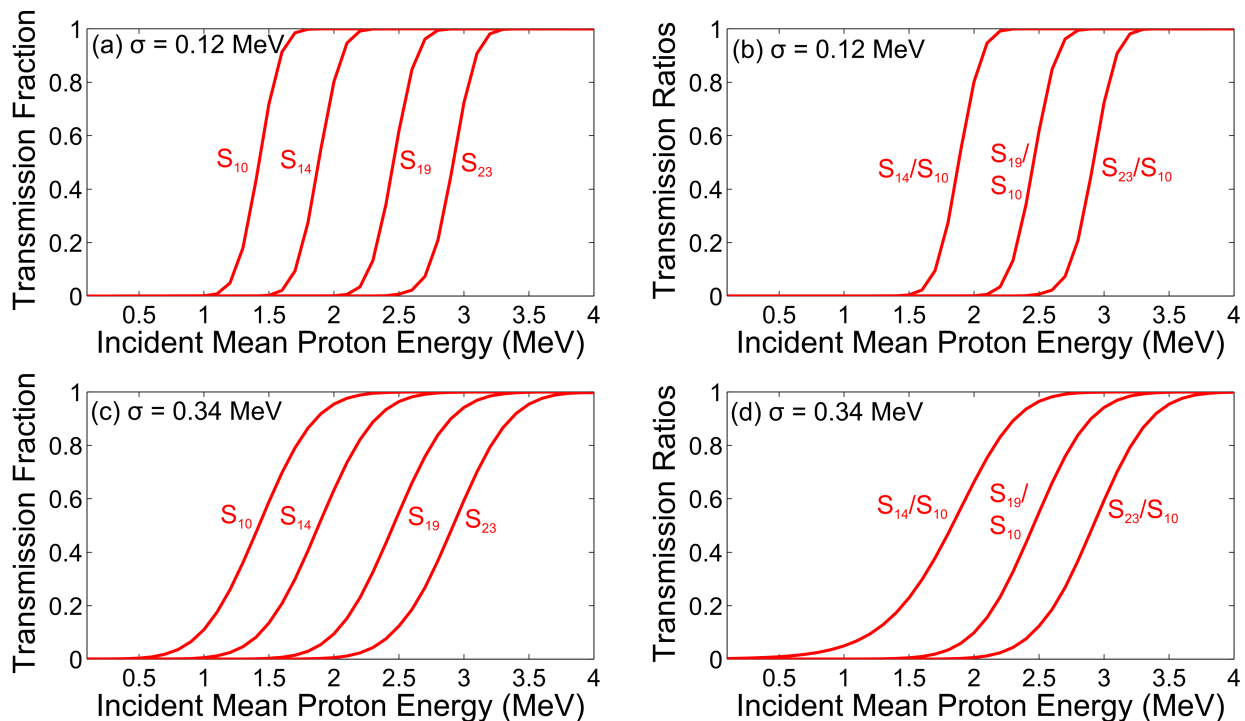 (a) σ = 0.12 MeV
Transmission Fraction
1
0.8
0.6
0.4
0.2
0
S₁₀
S₁₄
S₁₉
S₂₃
0.5 1 1.5 2 2.5 3 3.5 4
Incident Mean Proton Energy (MeV)
(b) σ = 0.12 MeV
Transmission Ratios
1
0.8
0.6
0.4
0.2
0
S₁₄/S₁₀
S₁₉/
S₁₀
S₂₃/S₁₀
0.5 1 1.5 2 2.5 3 3.5 4
Incident Mean Proton Energy (MeV)
(c) σ = 0.34 MeV
Transmission Fraction
1
0.8
0.6
0.4
0.2
0
S₁₀
S₁₄
S₁₉
S₂₃
0.5 1 1.5 2 2.5 3 3.5 4
Incident Mean Proton Energy (MeV)
(d) σ = 0.34 MeV
Transmission Ratios
1
0.8
0.6
0.4
0.2
0
S₁₄/S₁₀
S₁₉/
S₁₀
S₂₃/S₁₀
0.5 1 1.5 2 2.5 3 3.5 4
Incident Mean Proton Energy (MeV)